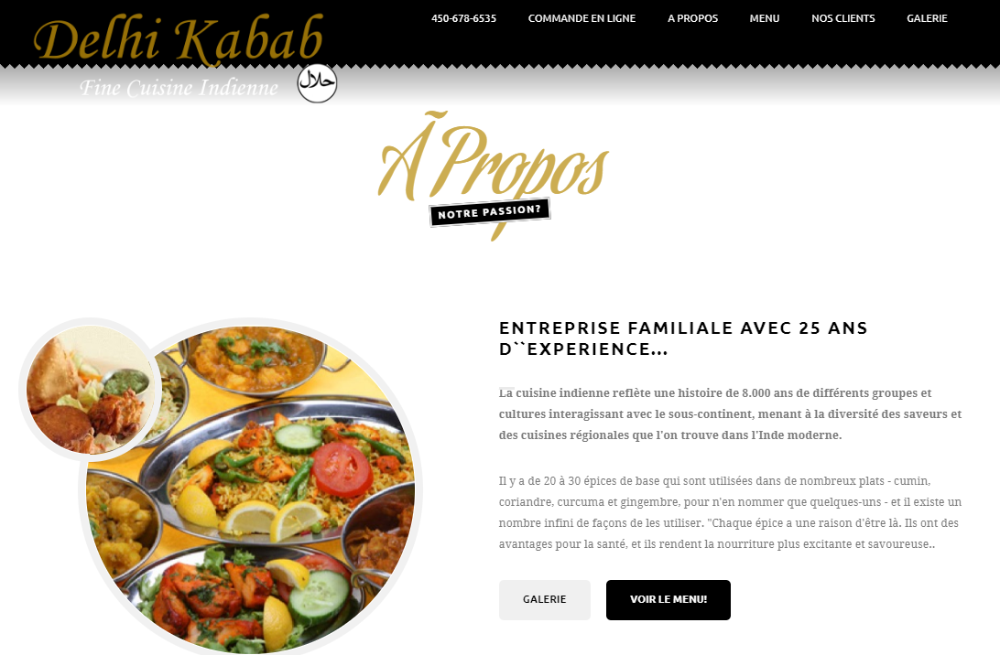 Delhi Kabab
Fine Cuisine Indienne
حلال
450-678-6535 COMMANDE EN LIGNE A PROPOS MENU NOS CLIENTS GALERIE
Ã Propos
NOTRE PASSION?
ENTREPRISE FAMILIALE AVEC 25 ANS
D``EXPERIENCE...
La cuisine indienne reflète une histoire de 8.000 ans de différents groupes et
cultures interagissant avec le sous-continent, menant à la diversité des saveurs et
des cuisines régionales que l'on trouve dans l'Inde moderne.
Il y a de 20 à 30 épices de base qui sont utilisées dans de nombreux plats - cumin,
coriandre, curcuma et gingembre, pour n'en nommer que quelques-uns - et il existe un
nombre infini de façons de les utiliser. "Chaque épice a une raison d'être là. Ils ont des
avantages pour la santé, et ils rendent la nourriture plus excitante et savoureuse..
GALERIE VOIR LE MENU!